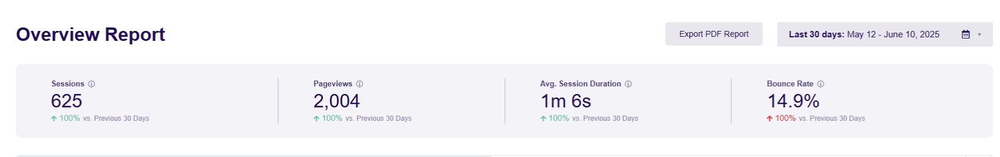 Overview Report
Export PDF Report
Last 30 days: May 12 - June 10, 2025
Sessions
625
100% vs. Previous 30 Days
Pageviews
2,004
100% vs. Previous 30 Days
Avg. Session Duration
1m 6s
100% vs. Previous 30 Days
Bounce Rate
14.9%
100% vs. Previous 30 Days